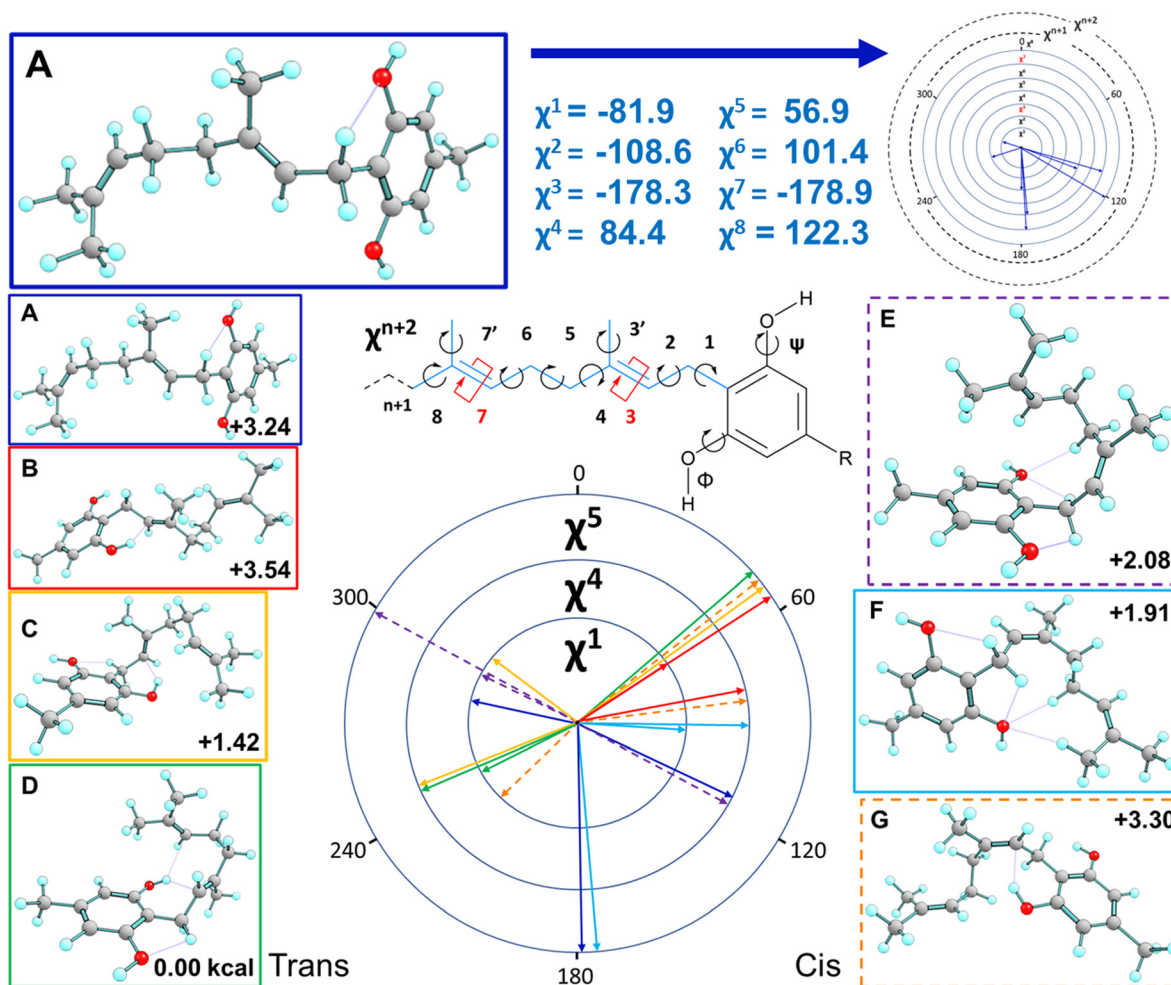 A
χ1 = -81.9 χ5 = 56.9
χ2 = -108.6 χ6 = 101.4
χ3 = -178.3 χ7 = -178.9
χ4 = 84.4 χ8 = 122.3
χn+1 χn+2
0
300
60
240
120
180
A
+3.24
B
+3.54
C
+1.42
D
0.00 kcal
χn+2
7' 6 5 3' 2 1
n+1 8 7 4 3
O H
Ψ
O
H
Φ
R
0
χ5
χ4
χ1
300
60
240
120
180
Trans
Cis
E
+2.08
F
+1.91
G
+3.30